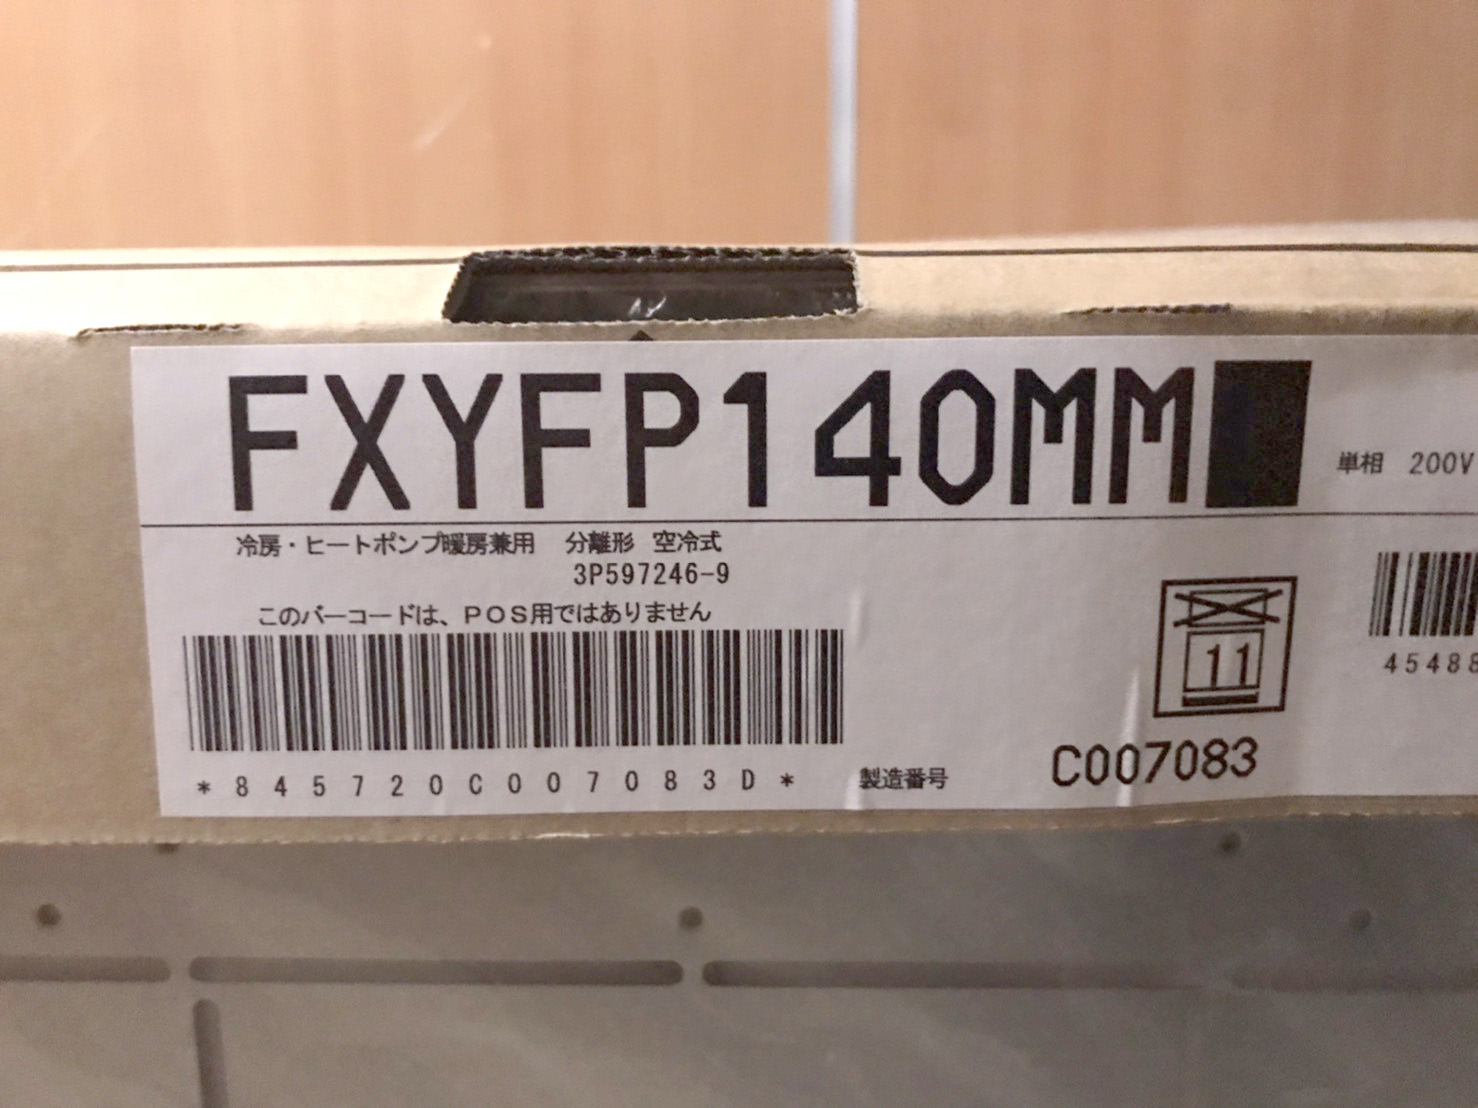 FXYFP140MM■
単相 200V
冷房・ヒートポンプ暖房兼用 分離形 空冷式
3P597246-9
このバーコードは、POS用ではありません
11
45488
*845720C007083D*
製造番号 C007083